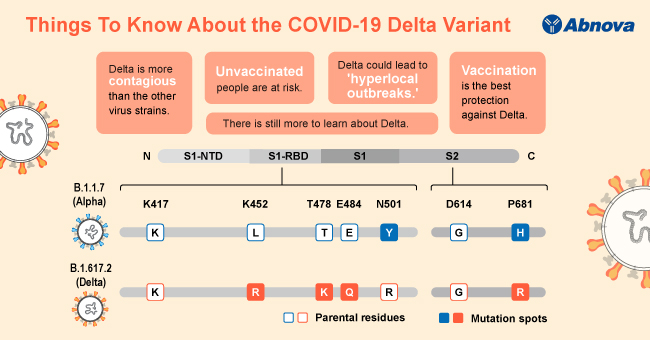 Things To Know About the COVID-19 Delta Variant
Abnova
Delta is more
contagious
than the other
virus strains.
Unvaccinated
people are at risk.
Delta could lead to
'hyperlocal
outbreaks.'
Vaccination
is the best
protection
against Delta.
There is still more to learn about Delta.
N S1-NTD S1-RBD S1 S2 C
B.1.1.7
(Alpha)
K417 K452 T478 E484 N501 D614 P681
K L T E Y G H
B.1.617.2
(Delta)
K R K Q R G R
Parental residues Mutation spots